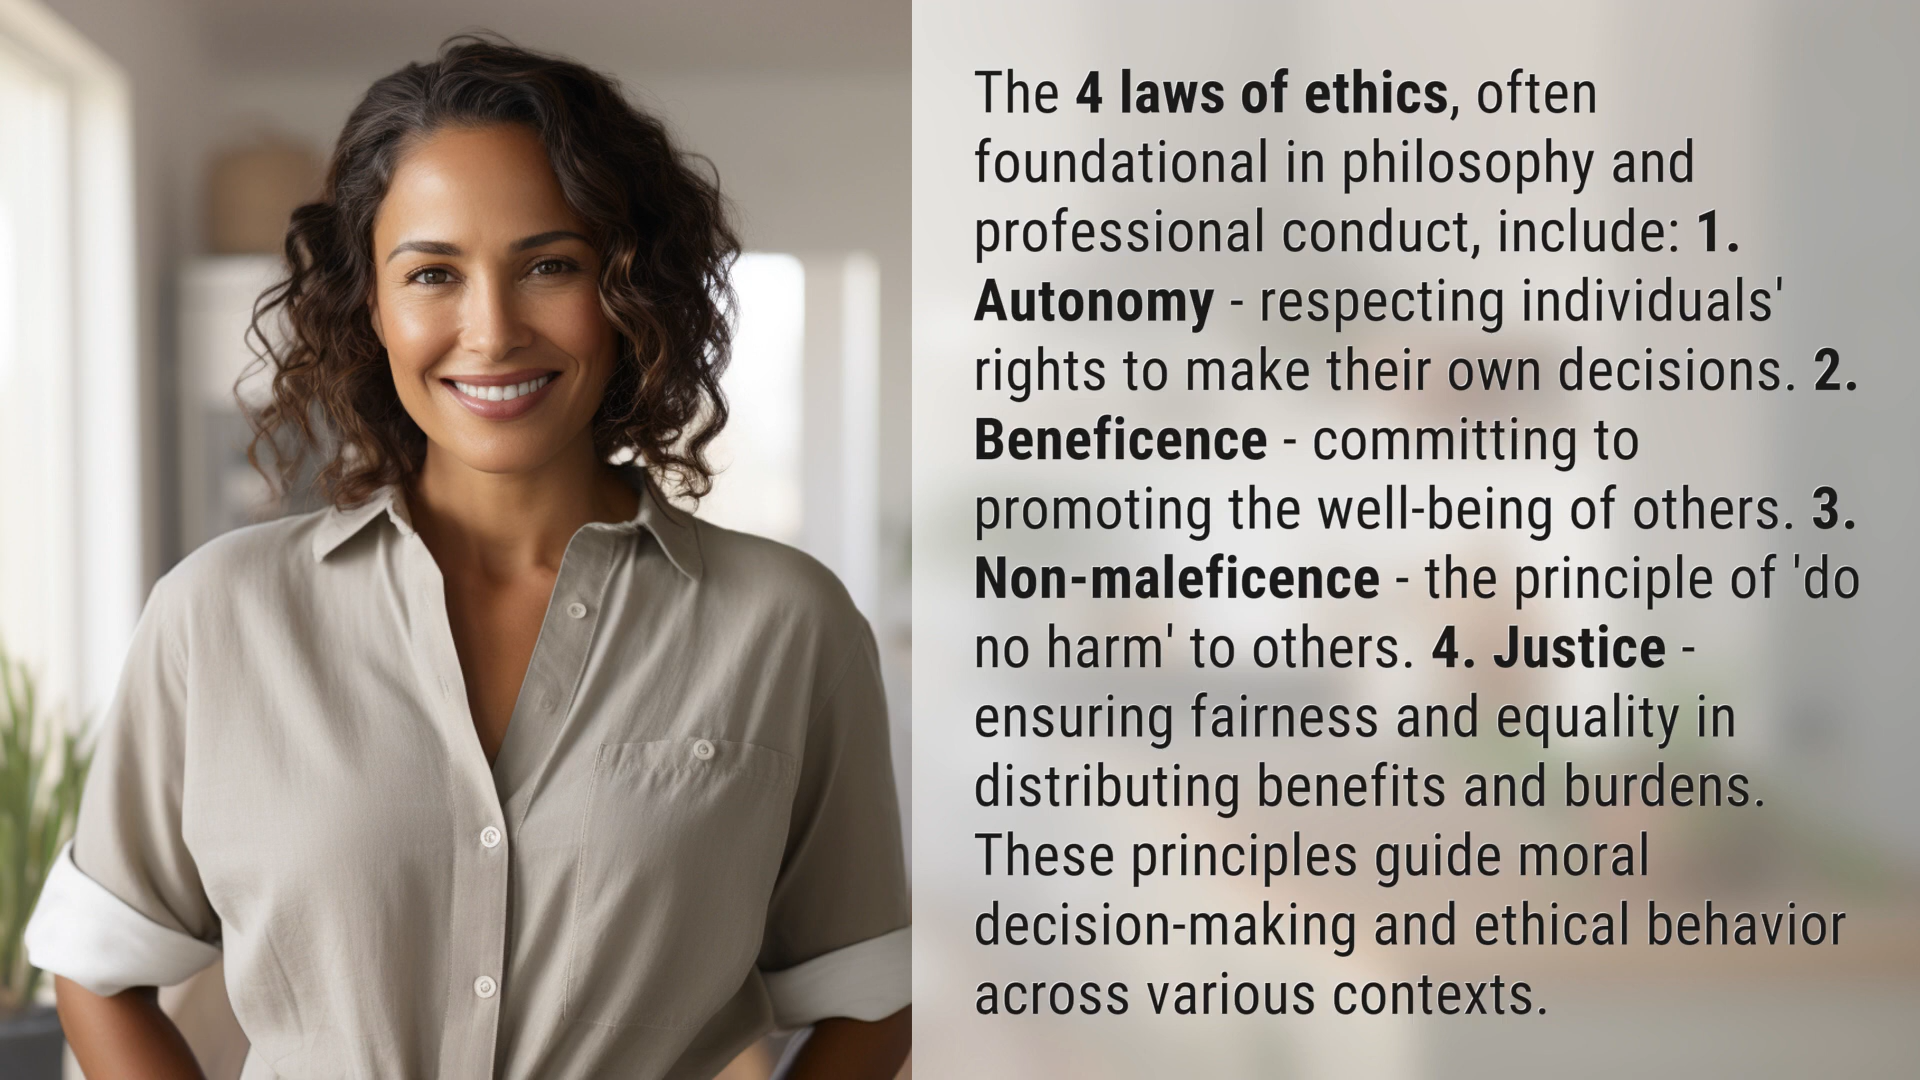 The 4 laws of ethics, often
foundational in philosophy and
professional conduct, include: 1.
Autonomy - respecting individuals'
rights to make their own decisions. 2.
Beneficence - committing to
promoting the well-being of others. 3.
Non-maleficence - the principle of 'do
no harm' to others. 4. Justice -
ensuring fairness and equality in
distributing benefits and burdens.
These principles guide moral
decision-making and ethical behavior
across various contexts.